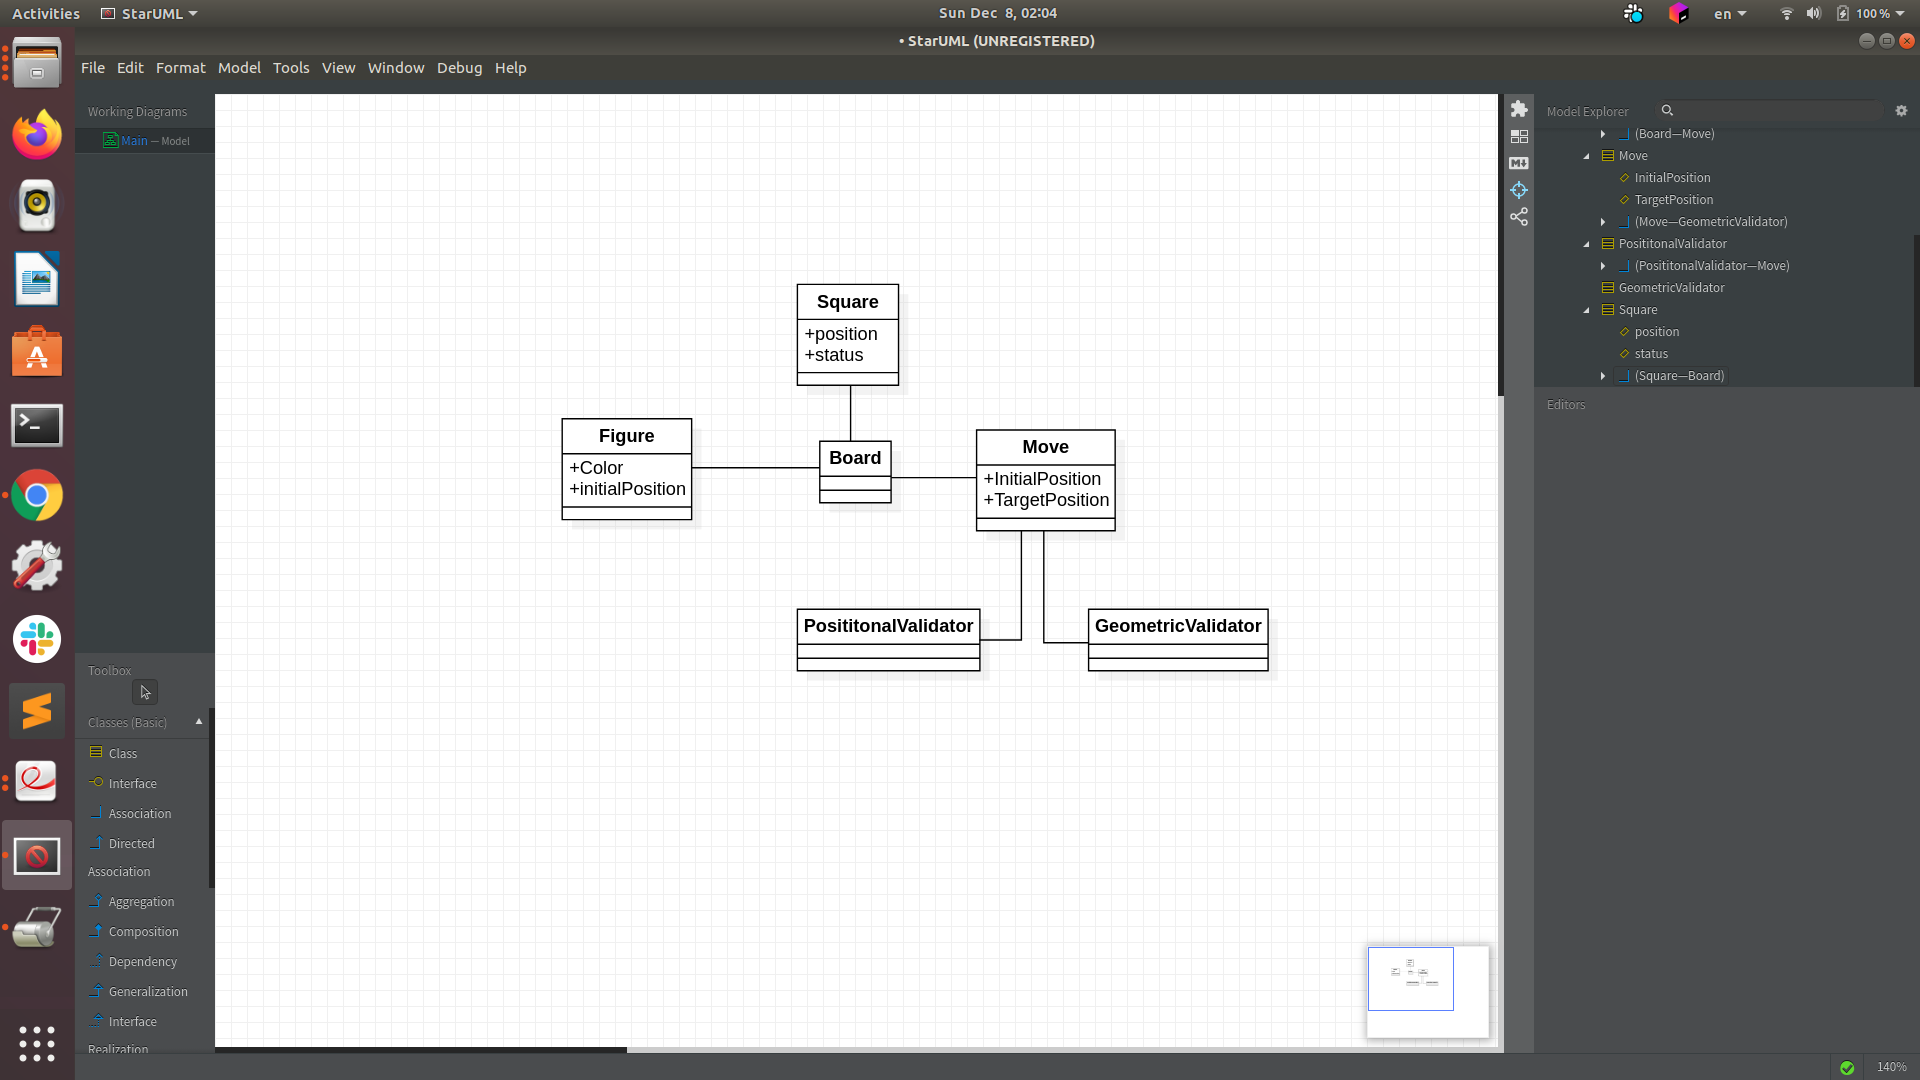 Activities
StarUML
Sun Dec 8, 02:04
en
100 %
• StarUML (UNREGISTERED)
File Edit Format Model Tools View Window Debug Help
Working Diagrams
Main — Model
Toolbox
Classes (Basic)
Class
Interface
Association
Directed
Association
Aggregation
Composition
Dependency
Generalization
Interface
Realization
Square
+position
+status
Figure
+Color
+initialPosition
Board
Move
+InitialPosition
+TargetPosition
PosititonalValidator
GeometricValidator
Model Explorer
(Board—Move)
Move
InitialPosition
TargetPosition
(Move—GeometricValidator)
PosititonalValidator
(PosititonalValidator—Move)
GeometricValidator
Square
position
status
(Square—Board)
Editors
140%